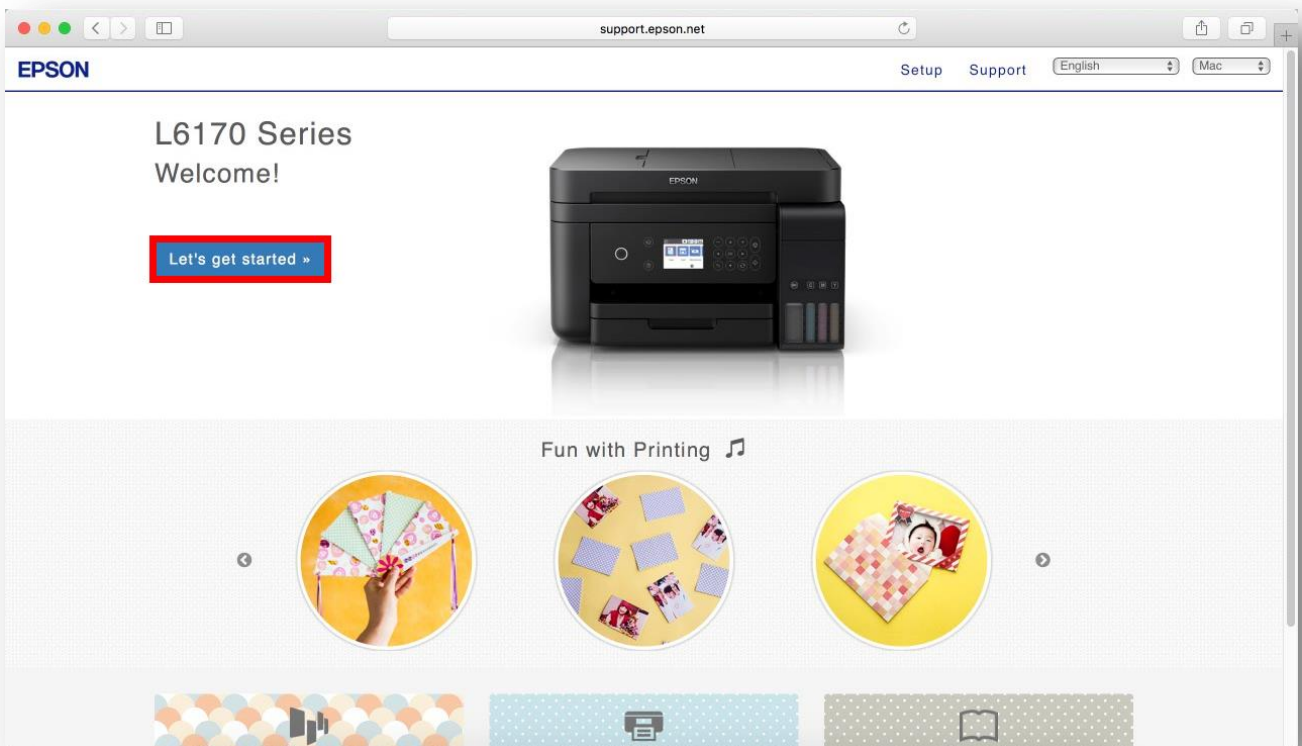 support.epson.net
EPSON
Setup Support English Mac
L6170 Series
Welcome!
Let's get started »
EPSON
Fun with Printing